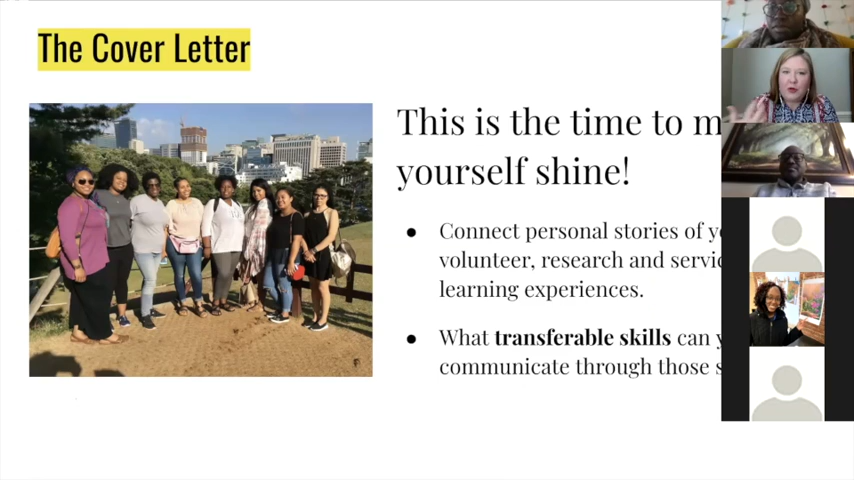 The Cover Letter
This is the time to m
yourself shine!
● Connect personal stories of y
volunteer, research and servic
learning experiences.
● What transferable skills can y
communicate through those s